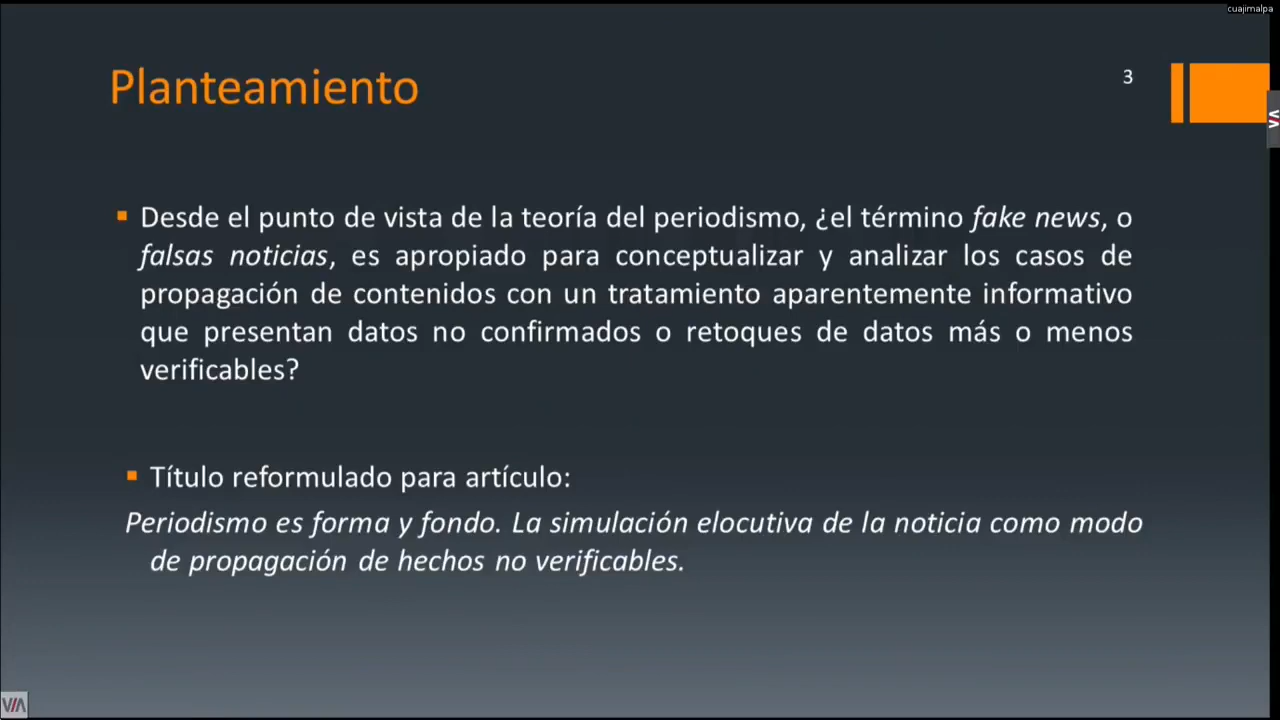 cuajimalpa
Planteamiento
3
Desde el punto de vista de la teoría del periodismo, ¿el término fake news, o
falsas noticias, es apropiado para conceptualizar y analizar los casos de
propagación de contenidos con un tratamiento aparentemente informativo
que presentan datos no confirmados o retoques de datos más o menos
verificables?
Título reformulado para artículo:
Periodismo es forma y fondo. La simulación elocutiva de la noticia como modo
de propagación de hechos no verificables.